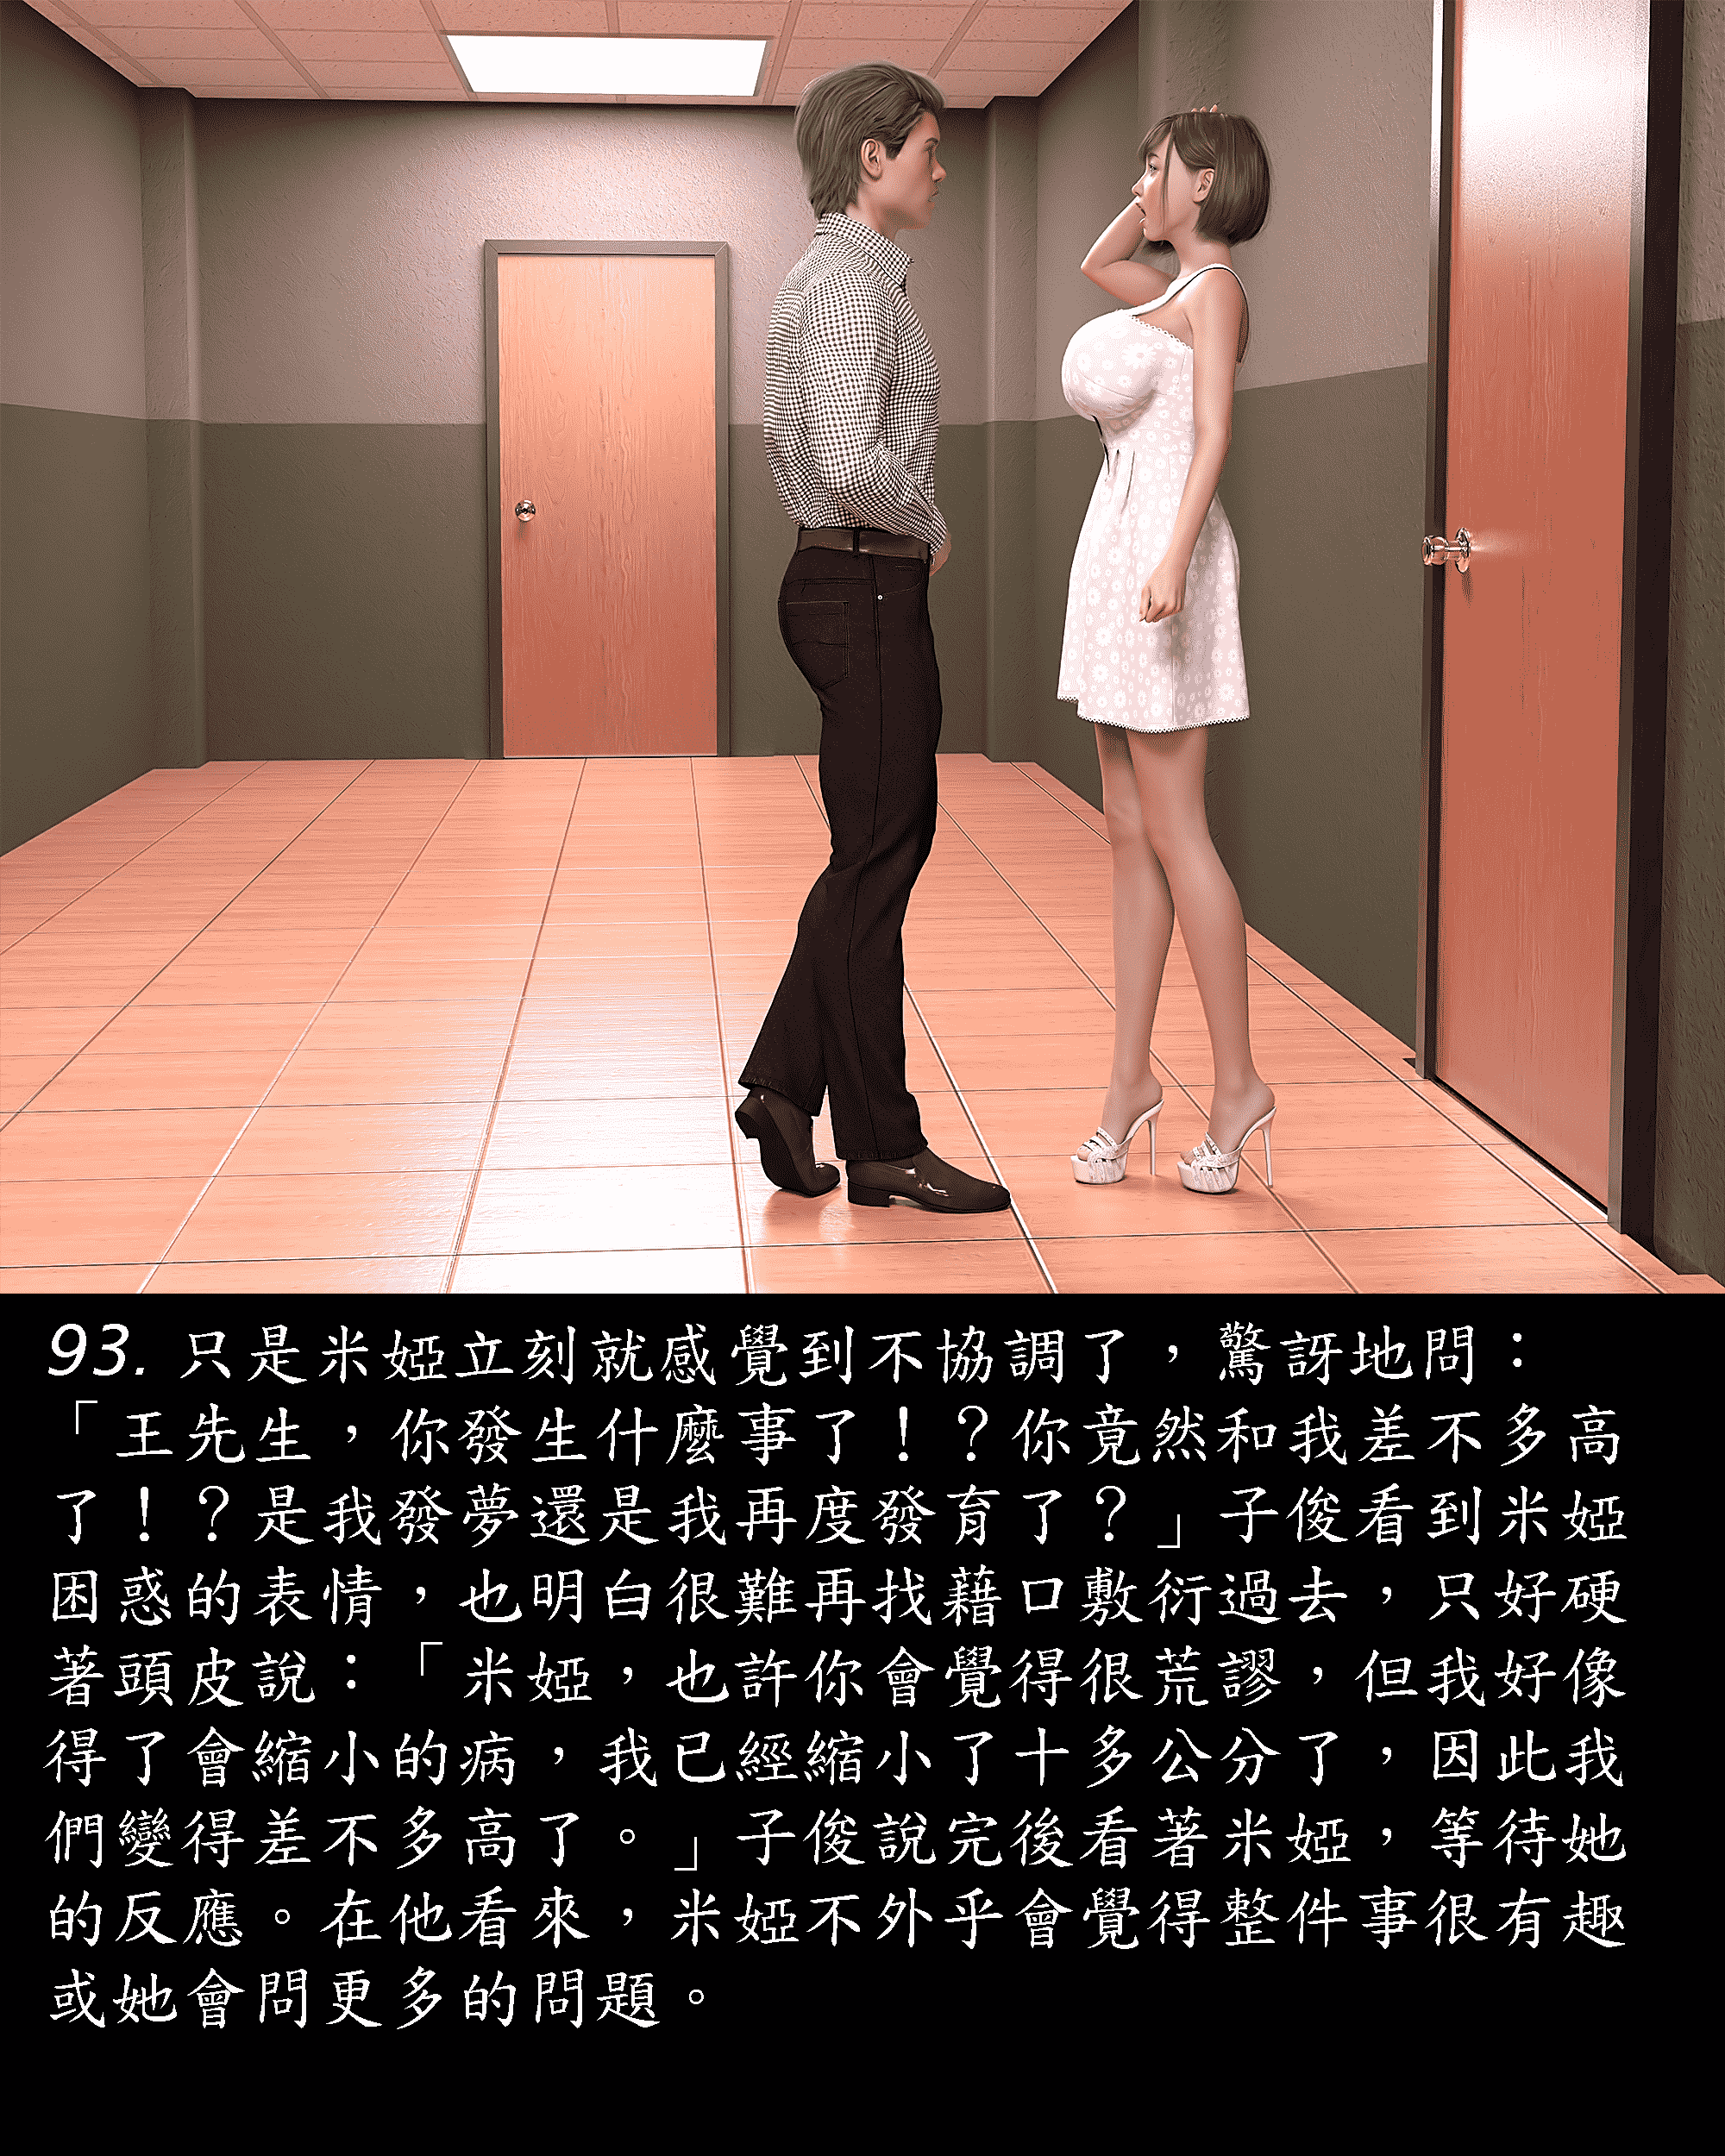 93. 只是米婭立刻就感覺到不協調了，驚訝地問：
「王先生，你發生什麼事了！？你竟然和我差不多高
了！？是我發夢還是我再度發育了？」子俊看到米婭
困惑的表情，也明白很難再找藉口敷衍過去，只好硬
著頭皮說：「米婭，也許你會覺得很荒謬，但我好像
得了會縮小的病，我已經縮小了十多公分了，因此我
們變得差不多高了。」子俊說完後看著米婭，等待她
的反應。在他看來，米婭不外乎會覺得整件事很有趣
或她會問更多的問題。